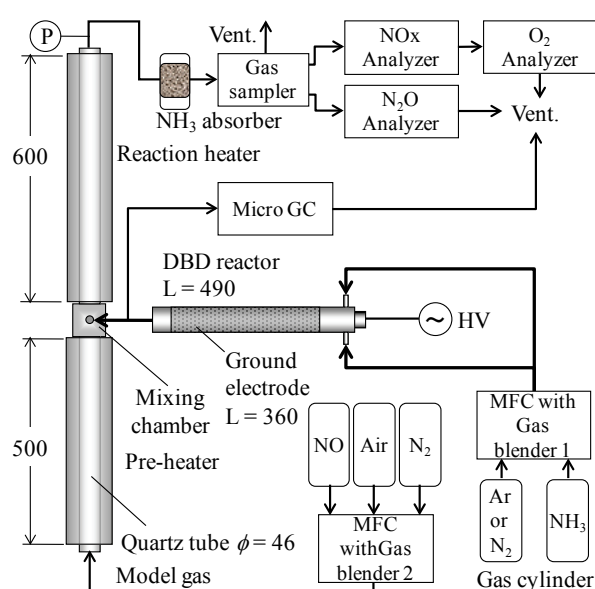 P
Vent.
Gas
sampler
NOx
Analyzer
O2
Analyzer
N2O
Analyzer
Vent.
NH3 absorber
Reaction heater
600
Micro GC
DBD reactor
L = 490
HV
Ground
electrode
L = 360
Mixing
chamber
Pre-heater
500
NO
Air
N2
MFC with
Gas
blender 1
MFC
withGas
blender 2
Ar
or
N2
NH3
Quartz tube ϕ = 46
Model gas
Gas cylinder